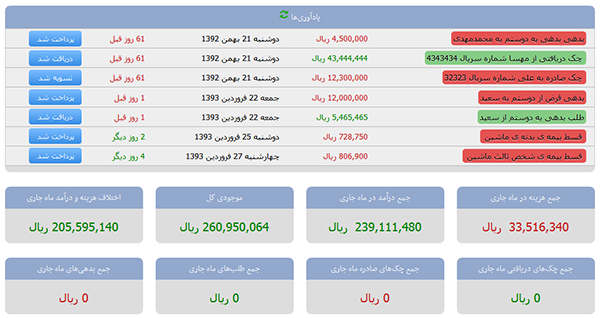 یادآوری‌ها
بدهی بدهی به دوستم به محمدمهدی 4,500,000 ریال دوشنبه 21 بهمن 1392 61 روز قبل پرداخت شد
چک دریافتی از مهسا شماره سریال 4343434 43,444,444 ریال دوشنبه 21 بهمن 1392 61 روز قبل دریافت شد
چک صادره به علی شماره سریال 32323 12,300,000 ریال دوشنبه 21 بهمن 1392 61 روز قبل تسویه شد
بدهی قرض از دوستم به سعید 12,000,000 ریال جمعه 22 فروردین 1393 1 روز قبل پرداخت شد
طلب بدهی به دوستم از سعید 5,465,465 ریال جمعه 22 فروردین 1393 1 روز قبل دریافت شد
قسط بیمه ی بدنه ی ماشین 728,750 ریال دوشنبه 25 فروردین 1393 2 روز دیگر پرداخت شد
قسط بیمه ی شخص ثالث ماشین 806,900 ریال چهارشنبه 27 فروردین 1393 4 روز دیگر پرداخت شد
جمع هزینه در ماه جاری جمع درآمد در ماه جاری موجودی کل اختلاف هزینه و درآمد ماه جاری
33,516,340 ریال 239,111,480 ریال 260,950,064 ریال 205,595,140 ریال
جمع چک‌های دریافتی ماه جاری جمع چک‌های صادره ماه جاری جمع طلب‌های ماه جاری جمع بدهی‌های ماه جاری
0 ریال 0 ریال 0 ریال 0 ریال